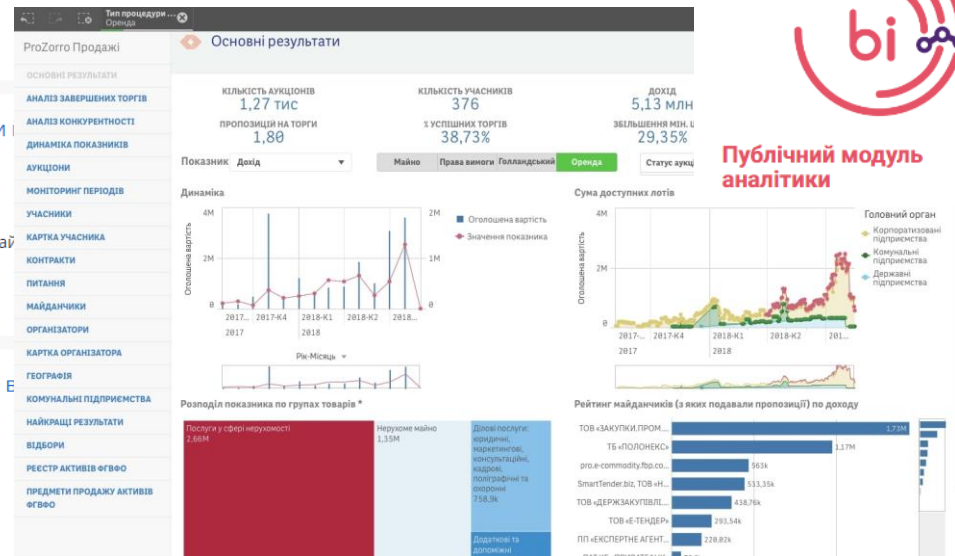 Тип процедури ...
Оренда
ProZorro Продажі
Основні результати
ОСНОВНІ РЕЗУЛЬТАТИ
АНАЛІЗ ЗАВЕРШЕНИХ ТОРГІВ
АНАЛІЗ КОНКУРЕНТНОСТІ
ДИНАМІКА ПОКАЗНИКІВ
АУКЦІОНИ
МОНІТОРИНГ ПЕРІОДІВ
УЧАСНИКИ
КАРТКА УЧАСНИКА
КОНТРАКТИ
ПИТАННЯ
МАЙДАНЧИКИ
ОРГАНІЗАТОРИ
КАРТКА ОРГАНІЗАТОРА
ГЕОГРАФІЯ
КОМУНАЛЬНІ ПІДПРИЄМСТВА
НАЙКРАЩІ РЕЗУЛЬТАТИ
ВІДБОРИ
РЕЄСТР АКТИВІВ ФГВФО
ПРЕДМЕТИ ПРОДАЖУ АКТИВІВ
ФГВФО
КІЛЬКІСТЬ АУКЦІОНІВ
1,27 тис
КІЛЬКІСТЬ УЧАСНИКІВ
376
ДОХІД
5,13 млн
ПРОПОЗИЦІЙ НА ТОРГИ
1,80
% УСПІШНИХ ТОРГІВ
38,73%
ЗБІЛЬШЕННЯ МІН. Ц
29,35%
Показник Дохід
Майно Права вимоги Голландський Оренда
Статус аукц
bi
Публічний модуль
аналітики
Динаміка
4M
2M
0
Оголошена вартість
2M
1M
0
Оголошена вартість
Значення показника
2017... 2017-К4 2018-К1 2018-К2 2018...
2017 2018
Рік-Місяць
Сума доступних лотів
4M
2M
0
Оголошена вартість
2017-... 2017-К4 2018-К1 2018-К2 201...
2017 2018
Головний орган
Корпоратизовані
підприємства
Комунальні
підприємства
Державні
підприємства
Розподіл показника по групах товарів *
Послуги у сфері нерухомості
2,66M
Нерухоме майно
1,35M
Ділові послуги:
юридичні,
маркетингові,
консультаційні,
кадрові,
поліграфічні та
охоронні
758,9k
Додаткові та
допоміжні
Рейтинг майданчиків (з яких подавали пропозиції) по доходу
ТОВ «ЗАКУПКИ.ПРОМ.... 1,73M
ТБ «ПОЛОНЕКС» 1,17M
pro.e-commodity.fbp.co... 563k
SmartTender.biz, ТОВ «Н... 533,35k
ТОВ «ДЕРЖЗАКУПІВЛІ.... 438,76k
ТОВ «Е-ТЕНДЕР» 293,54k
ПП «ЕКСПЕРТНЕ АГЕНТ... 228,82k